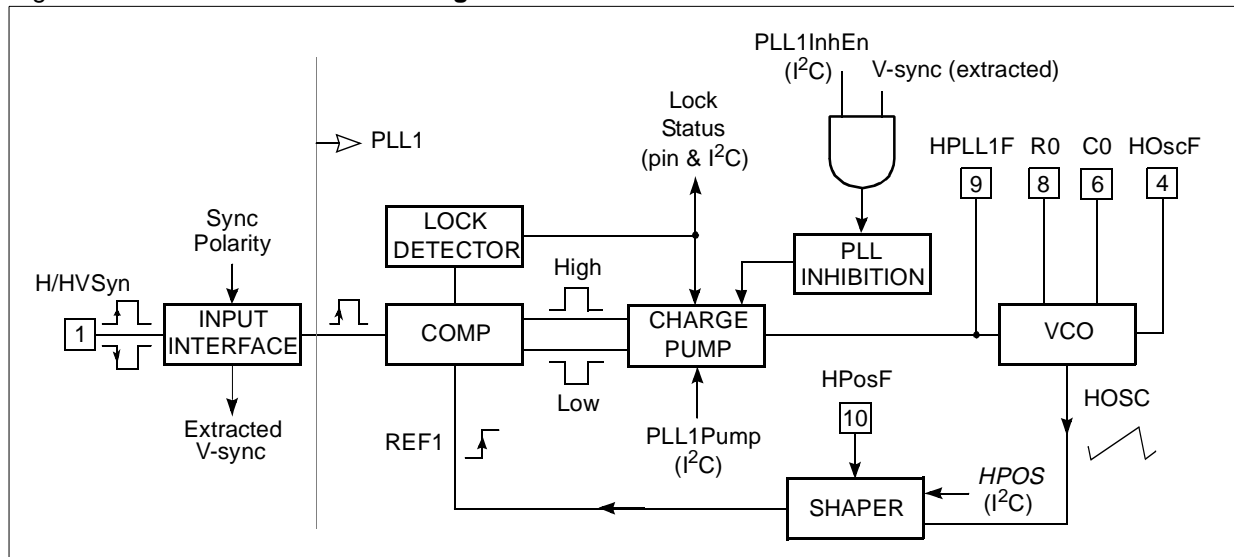 PLL1InhEn
(I²C)
V-sync (extracted)
Lock
Status
(pin & I²C)
PLL1
HPLL1F
R0
C0
HOscF
9
8
6
4
Sync
Polarity
LOCK
DETECTOR
PLL
INHIBITION
H/HVSyn
1
INPUT
INTERFACE
COMP
High
Low
CHARGE
PUMP
VCO
Extracted
V-sync
REF1
PLL1Pump
(I²C)
HPosF
10
HOSC
SHAPER
HPOS
(I²C)